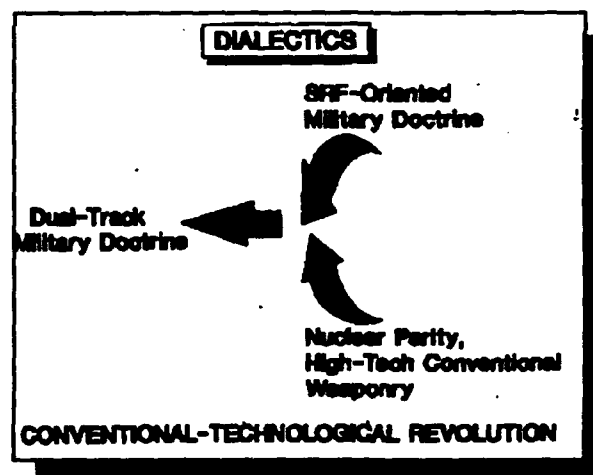 DIALECTICS
SRF-Oriented
Military Doctrine
Dual-Track
Military Doctrine
Nuclear Parity,
High-Tech Conventional
Weaponry
CONVENTIONAL-TECHNOLOGICAL REVOLUTION